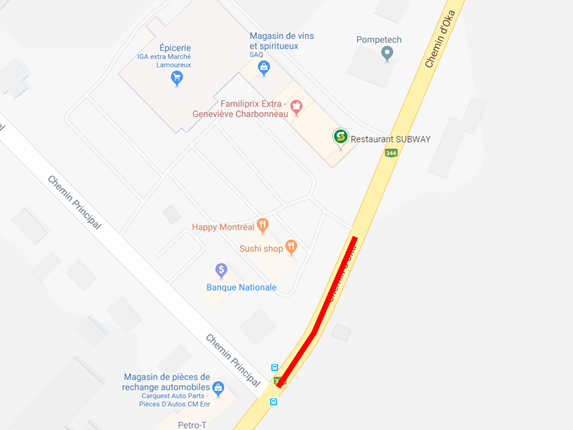 Chemin d'Oka
Magasin de vins
et spiritueux
SAQ
Épicerie
IGA extra Marché
Lamoureux
Pompetech
Familiprix Extra -
Geneviève Charbonneau
Restaurant SUBWAY
344
Chemin Principal
Happy Montréal
Sushi shop
Banque Nationale
Chemin Principal
Magasin de pièces de
rechange automobiles
Carquest Auto Parts -
Pièces D'Autos CM Enr
Petro-T